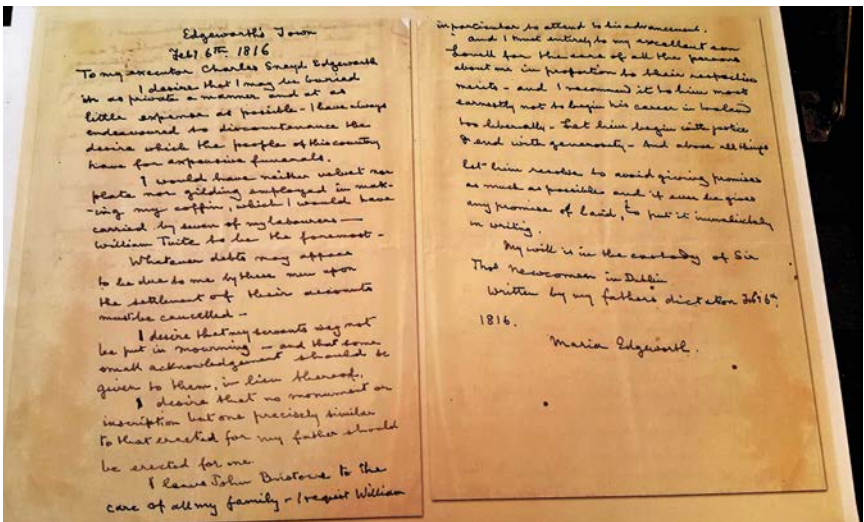 Edgeworth's Town
Feby 6th 1816
To my executor Charles Sneyd Edgeworth
I desire that I may be buried
in as private a manner and at as
little expense as possible - I have always
endeavoured to discountenance the
desire which the people of this country
have for expensive funerals.
I would have neither velvet nor
plate nor gilding employed in mak-
-ing my coffin, which I would have
carried by seven of my labourers —
William Tuite to be the foremost -
Whatever debts may appear
to be due to me by these men upon
the settlement of their accounts
must be cancelled -
I desire that my servants may not
be put in mourning - and that some
small acknowledgement should be
given to them, in lieu thereof.
I desire that no monument or
inscription but one precisely similar
to that erected for my father should
be erected for me.
I leave John Bristowe to the
care of all my family - I request William
in particular to attend to his advancement.
and I trust entirely to my excellent son
Lovell for the care of all the persons
about me in proportion to their respective
merits - and I recommend it to him most
earnestly not to begin his career in Ireland
too liberally - Let him begin with justice
& end with generosity - And above all things
let him resolve to avoid giving promises
as much as possible and if ever he gives
any promise of land, to put it immediately
in writing.
My will is in the custody of Sir
Thos Newcomen in Dublin
Written by my fathers dictation Feby 6th.
1816.
Maria Edgeworth.